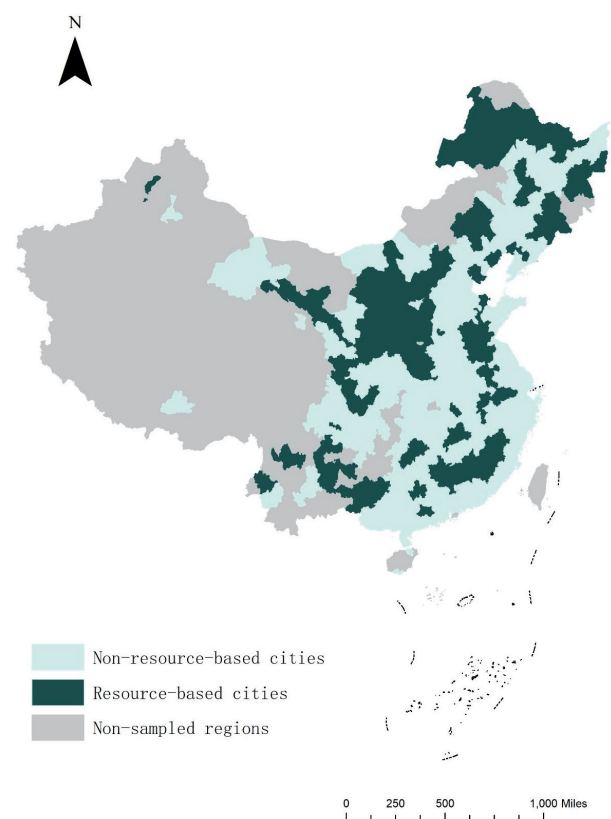 N
Non-resource-based cities
Resource-based cities
Non-sampled regions
0 250 500 1,000 Miles